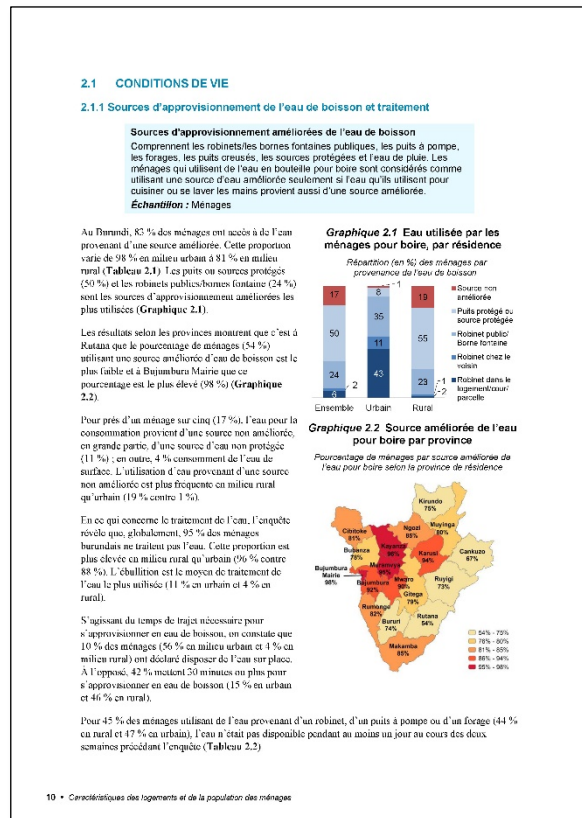 2.1 CONDITIONS DE VIE
2.1.1 Sources d'approvisionnement de l'eau de boisson et traitement
Sources d'approvisionnement améliorées de l'eau de boisson
Comprennent les robinets/les bornes fontaines publiques, les puits à pompe,
les forages, les puits creusés, les sources protégées et l'eau de pluie. Les
ménages qui utilisent de l'eau en bouteille pour boire sont considérés comme
utilisant une source d'eau améliorée seulement si l'eau qu'ils utilisent pour
cuisiner ou se laver les mains provient aussi d'une source améliorée.
Échantillon : Ménages
Au Burundi, 83 % des ménages ont accès à de l'eau
provenant d'une source améliorée. Cette proportion
varie de 98 % en milieu urbain à 81 % en milieu
rural (Tableau 2.1). Les puits ou sources protégés
(50 %) et les robinets publics/bornes fontaine (24 %)
sont les sources d'approvisionnement améliorées les
plus utilisées (Graphique 2.1).
Les résultats selon les provinces montrent que c'est à
Rutana que le pourcentage de ménages (54 %)
utilisant une source améliorée d'eau de boisson est le
plus faible et à Bujumbura Mairie que ce
pourcentage est le plus élevé (98 %) (Graphique
2.2).
Pour près d'un ménage sur cinq (17 %), l'eau pour la
consommation provient d'une source non améliorée,
en grande partie, d'une source d'eau non protégée
(11 %) ; en outre, 4 % consomment de l'eau de
surface. L'utilisation d'eau provenant d'une source
non améliorée est plus fréquente en milieu rural
qu'urbain (19 % contre 1 %).
En ce qui concerne le traitement de l'eau, l'enquête
révèle que, globalement, 95 % des ménages
burundais ne traitent pas l'eau. Cette proportion est
plus élevée en milieu rural qu'urbain (96 % contre
88 %). L'ébullition est le moyen de traitement de
l'eau le plus utilisée (11 % en urbain et 4 % en
rural).
S'agissant du temps de trajet nécessaire pour
s'approvisionner en eau de boisson, on constate que
10 % des ménages (56 % en milieu urbain et 4 % en
milieu rural) ont déclaré disposer de l'eau sur place.
À l'opposé, 42 % mettent 30 minutes ou plus pour
s'approvisionner en eau de boisson (15 % en urbain
et 46 % en rural).
Graphique 2.1 Eau utilisée par les
ménages pour boire, par résidence
Répartition (en %) des ménages par
provenance de l'eau de boisson
17
50
24
2
6
Ensemble
1
8
35
11
43
Urbain
19
55
23
1
2
Rural
Source non
améliorée
Puits protégé ou
source protégée
Robinet public/
Borne fontaine
Robinet chez le
voisin
Robinet dans le
logement/cour/
parcelle
Graphique 2.2 Source améliorée de l'eau
pour boire par province
Pourcentage de ménages par source améliorée de
l'eau pour boire selon la province de résidence
Kirundo
75%
Muyinga
80%
Ngozi
85%
Cibitoke
81%
Kayanza
Bubanza
78%
Karusi
94%
Cankuzo
67%
Muramvya
Bujumbura
Mairie
98%
Bujumbura
92%
Mwaro
90%
Ruyigi
73%
Gitega
79%
Rumonge
82%
Rutana
54%
Bururi
74%
Makamba
85%
54% - 75%
76% - 80%
81% - 85%
86% - 94%
95% - 98%
Pour 45 % des ménages utilisant de l'eau provenant d'un robinet, d'un puits à pompe ou d'un forage (44 %
en rural et 47 % en urbain), l'eau n'était pas disponible pendant au moins un jour au cours des deux
semaines précédant l'enquête (Tableau 2.2)
10 • Caractéristiques des logements et de la population des ménages